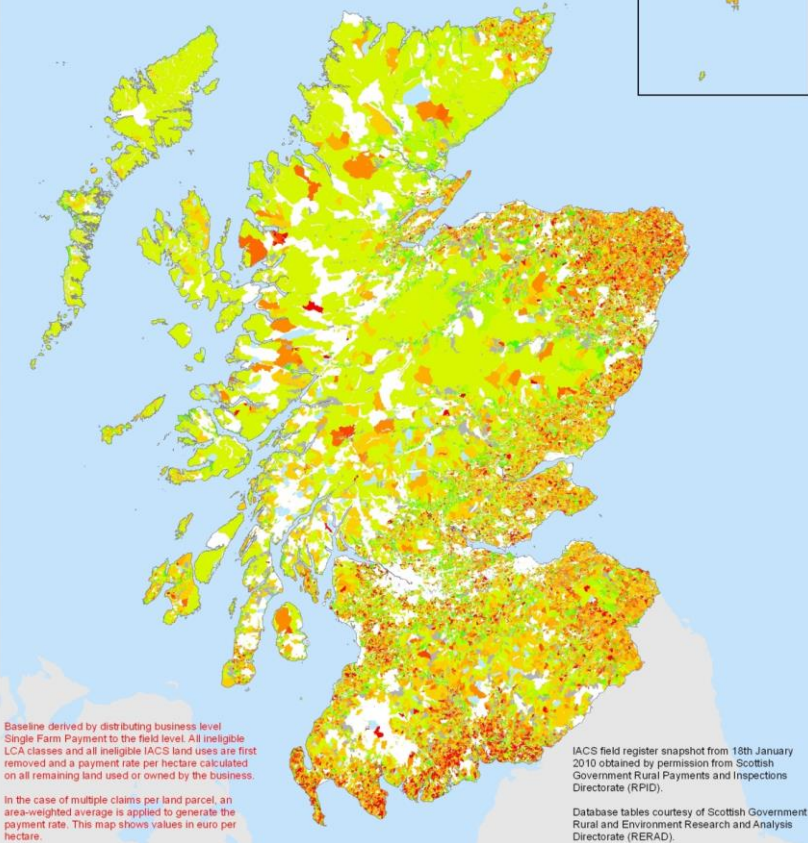 Baseline derived by distributing business level
Single Farm Payment to the field level. All ineligible
LCA classes and all ineligible IACS land uses are first
removed and a payment rate per hectare calculated
on all remaining land used or owned by the business.
In the case of multiple claims per land parcel, an
area-weighted average is applied to generate the
payment rate. This map shows values in euro per
hectare.
IACS field register snapshot from 18th January
2010 obtained by permission from Scottish
Government Rural Payments and Inspections
Directorate (RPID).
Database tables courtesy of Scottish Government
Rural and Environment Research and Analysis
Directorate (RERAD).